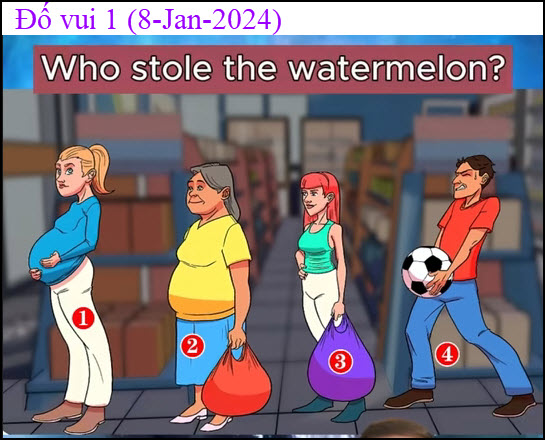 Đố vui 1 (8-Jan-2024)
Who stole the watermelon?
1
2
3
4